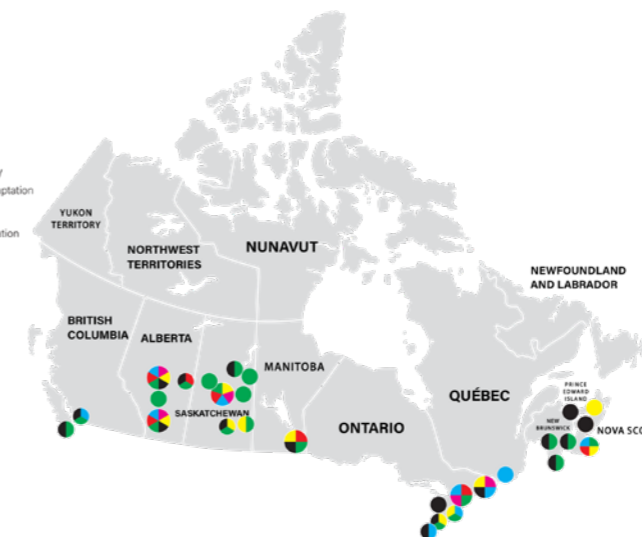 YUKON
TERRITORY
NORTHWEST
TERRITORIES
NUNAVUT
NEWFOUNDLAND
AND LABRADOR
BRITISH
COLUMBIA
ALBERTA
MANITOBA
SASKATCHEWAN
ONTARIO
QUÉBEC
PRINCE
EDWARD
ISLAND
NEW
BRUNSWICK
NOVA SCO